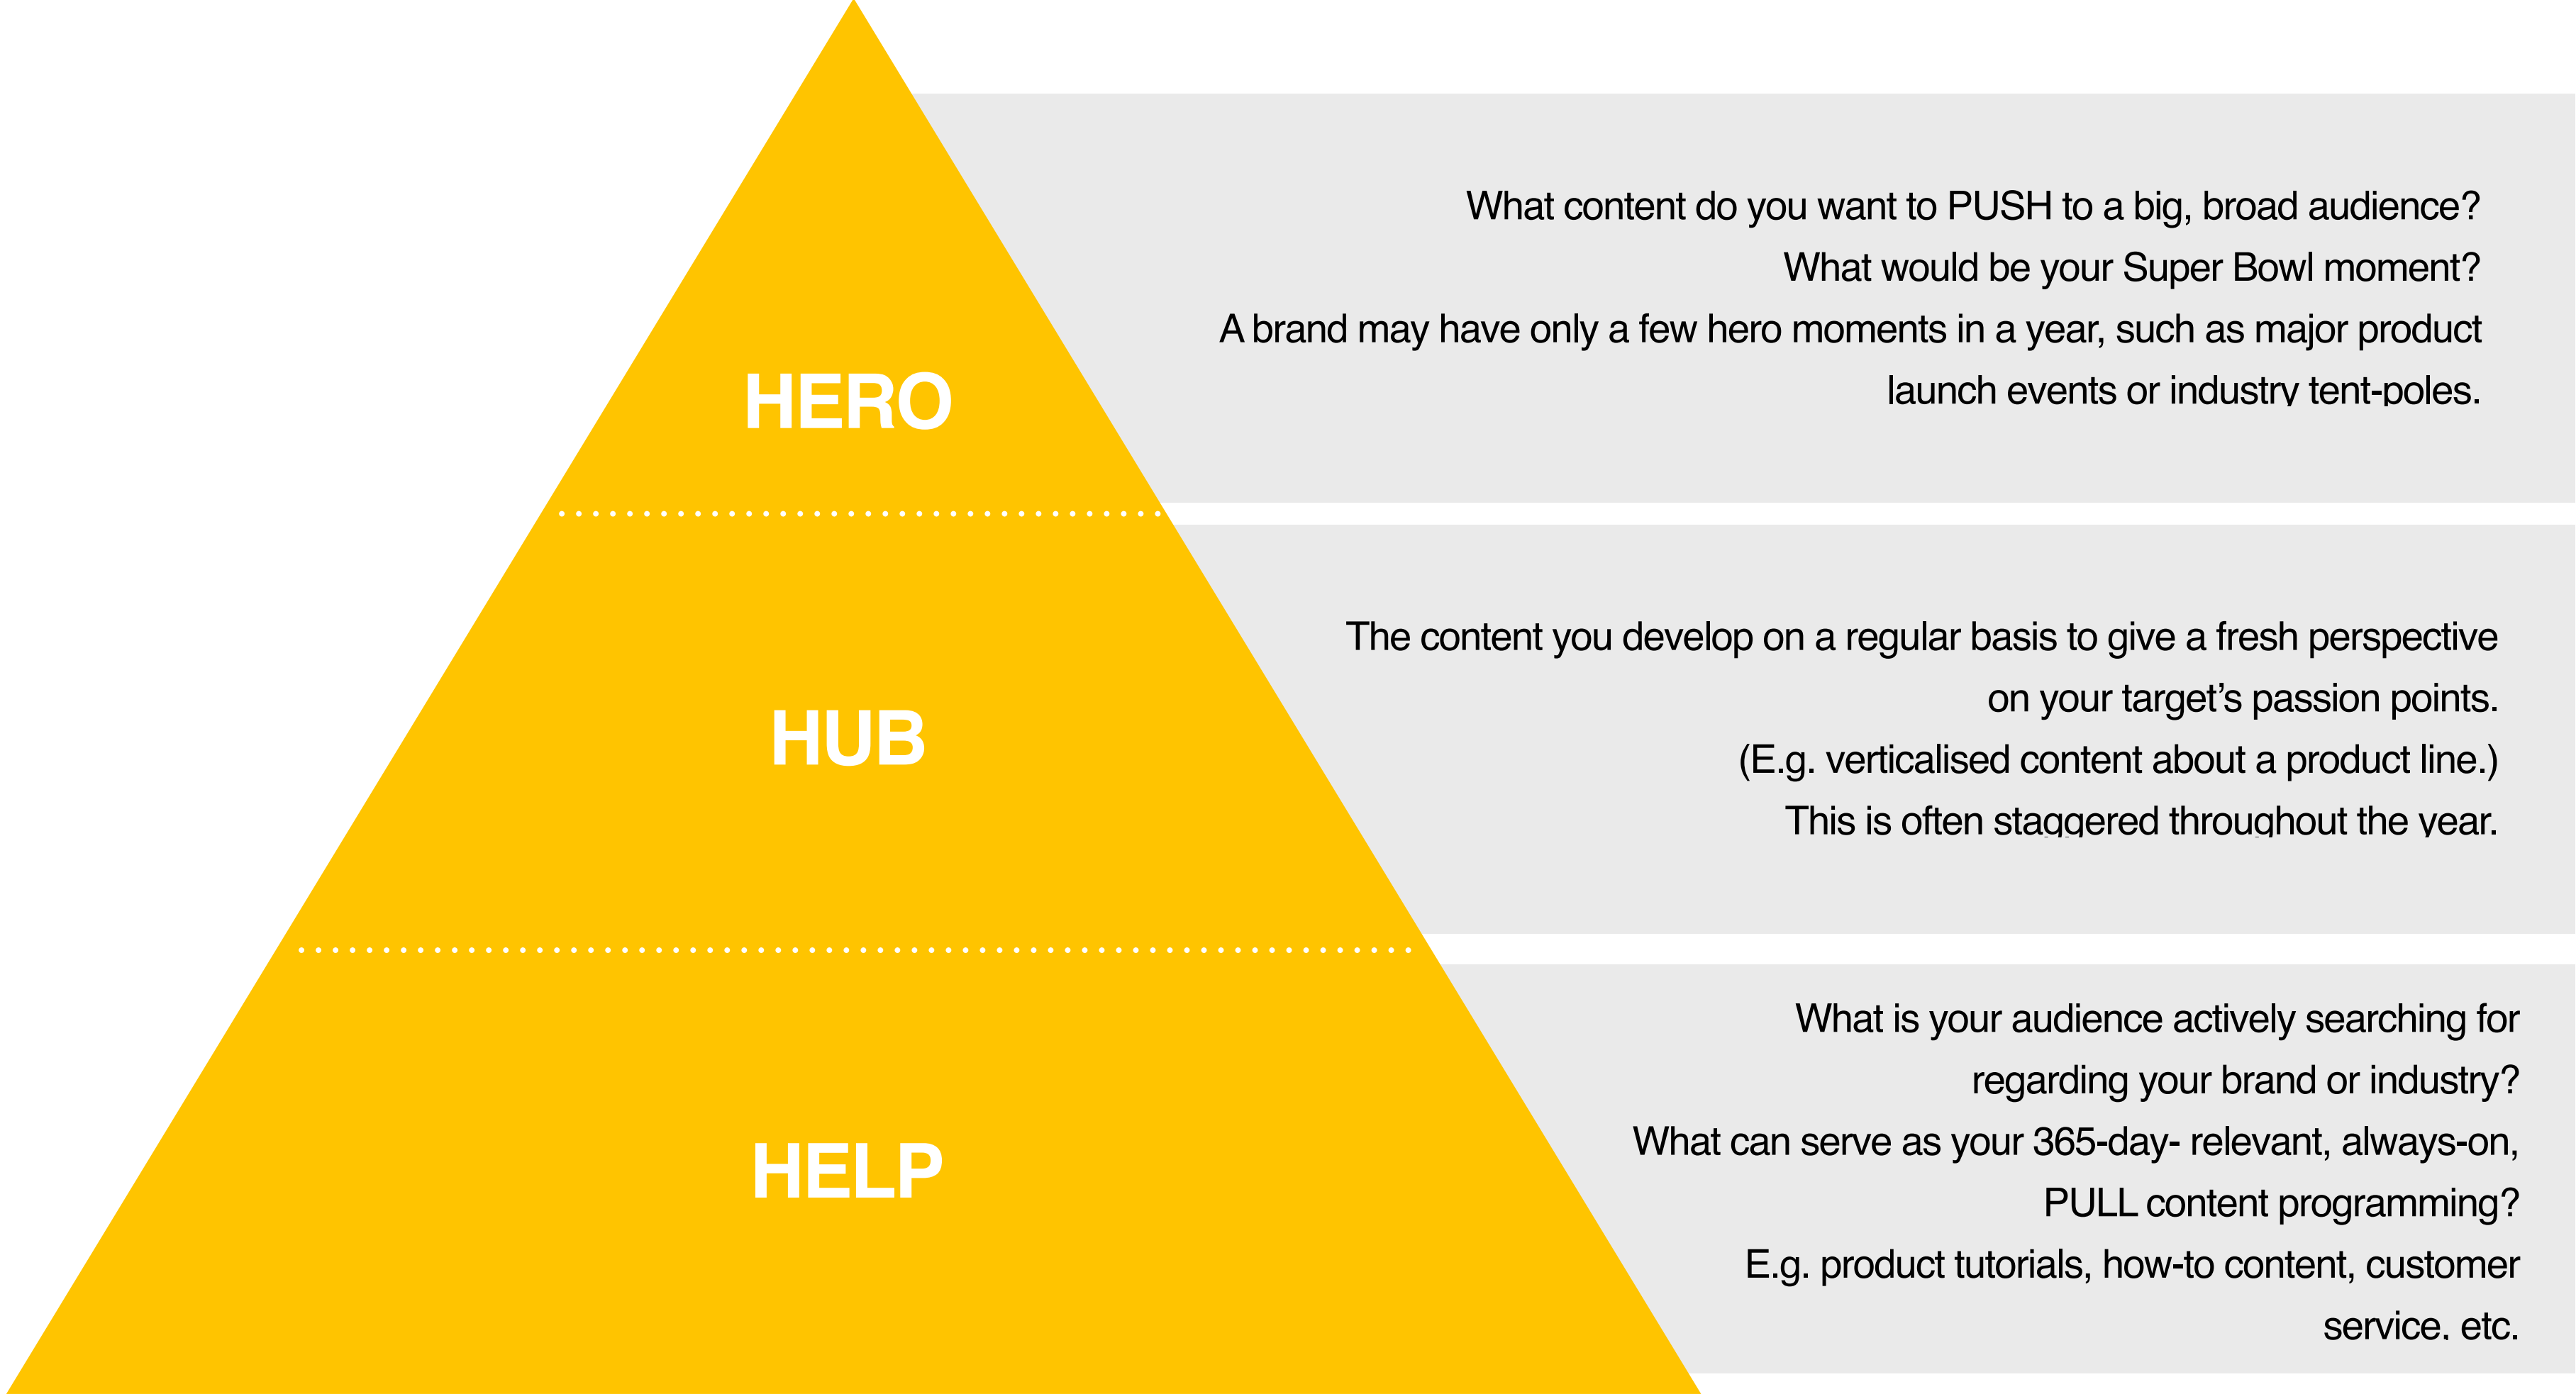 What content do you want to PUSH to a big, broad audience?
What would be your Super Bowl moment?
A brand may have only a few hero moments in a year, such as major product
launch events or industry tent-poles.
HERO
The content you develop on a regular basis to give a fresh perspective
on your target’s passion points.
(E.g. verticalised content about a product line.)
This is often staggered throughout the year.
HUB
What is your audience actively searching for
regarding your brand or industry?
What can serve as your 365-day- relevant, always-on,
PULL content programming?
E.g. product tutorials, how-to content, customer
service, etc.
HELP